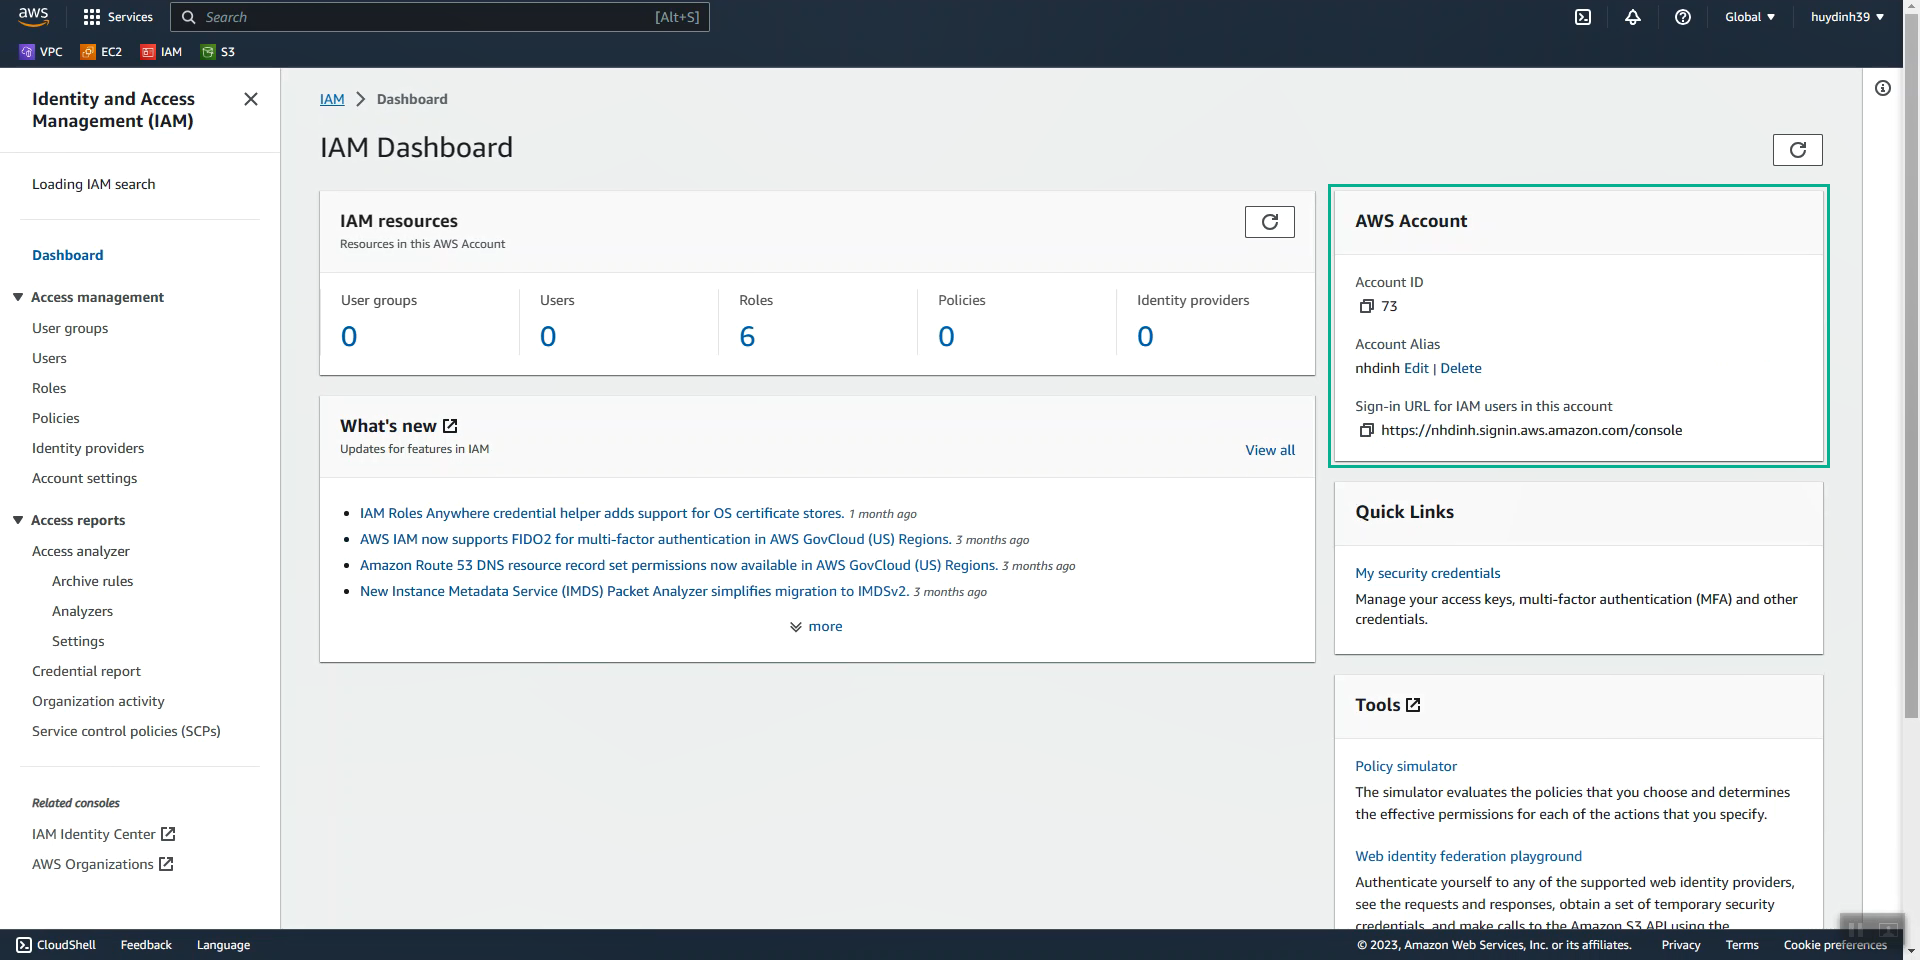 aws
Services
Search
[Alt+S]
Global ▼
huydinh39 ▼
VPC
EC2
IAM
S3
Identity and Access
Management (IAM)
Loading IAM search
Dashboard
Access management
User groups
Users
Roles
Policies
Identity providers
Account settings
Access reports
Access analyzer
Archive rules
Analyzers
Settings
Credential report
Organization activity
Service control policies (SCPs)
Related consoles
IAM Identity Center
AWS Organizations
IAM > Dashboard
IAM Dashboard
IAM resources
Resources in this AWS Account
User groups
0
Users
0
Roles
6
Policies
0
Identity providers
0
What's new
Updates for features in IAM
View all
• IAM Roles Anywhere credential helper adds support for OS certificate stores. 1 month ago
• AWS IAM now supports FIDO2 for multi-factor authentication in AWS GovCloud (US) Regions. 3 months ago
• Amazon Route 53 DNS resource record set permissions now available in AWS GovCloud (US) Regions. 3 months ago
• New Instance Metadata Service (IMDS) Packet Analyzer simplifies migration to IMDSv2. 3 months ago
more
AWS Account
Account ID
73
Account Alias
nhdinh Edit | Delete
Sign-in URL for IAM users in this account
https://nhdinh.signin.aws.amazon.com/console
Quick Links
My security credentials
Manage your access keys, multi-factor authentication (MFA) and other
credentials.
Tools
Policy simulator
The simulator evaluates the policies that you choose and determines
the effective permissions for each of the actions that you specify.
Web identity federation playground
Authenticate yourself to any of the supported web identity providers,
see the requests and responses, obtain a set of temporary security
credentials, and make calls to the Amazon S3 API using the
CloudShell
Feedback
Language
© 2023, Amazon Web Services, Inc. or its affiliates.
Privacy
Terms
Cookie preferences